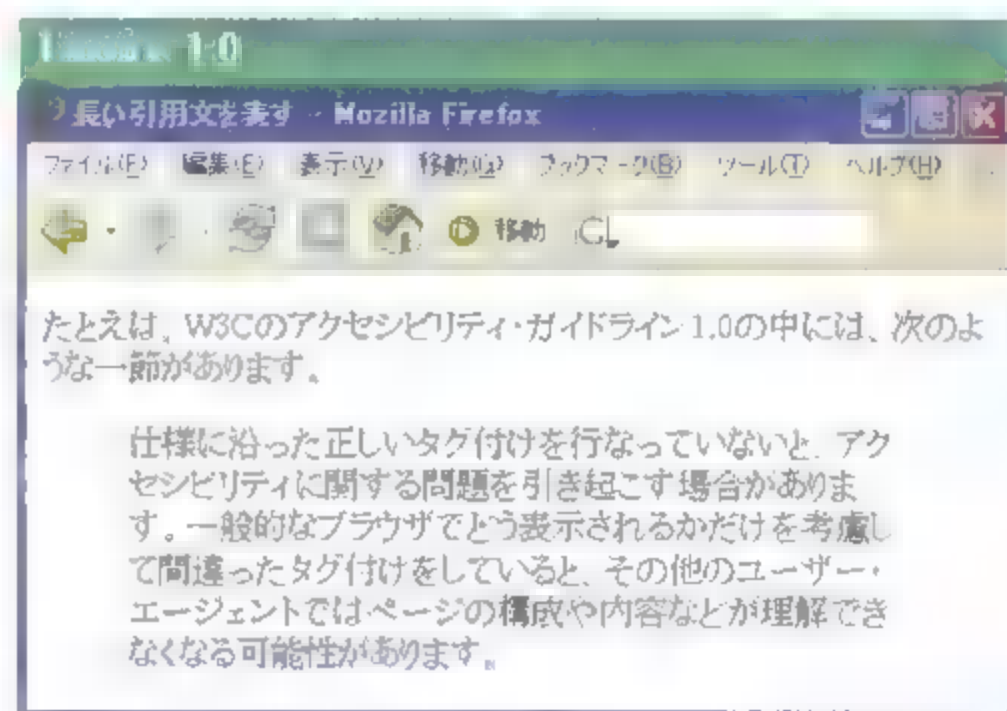 1.0
長い引用文を表す - Mozilla Firefox
ファイル(F) 編集(E) 表示(V) 移動(G) ブックマーク(B) ツール(T) ヘルプ(H)
移動
たとえば、W3Cのアクセシビリティ・ガイドライン1.0の中には、次のよ
うな一節があります。
仕様に沿った正しいタグ付けを行なっていないと、アク
セシビリティに関する問題を引き起こす場合がありま
す。一般的なブラウザでどう表示されるかだけを考慮し
て間違ったタグ付けをしていると、その他のユーザー・
エージェントではページの構成や内容などが理解でき
なくなる可能性があります。